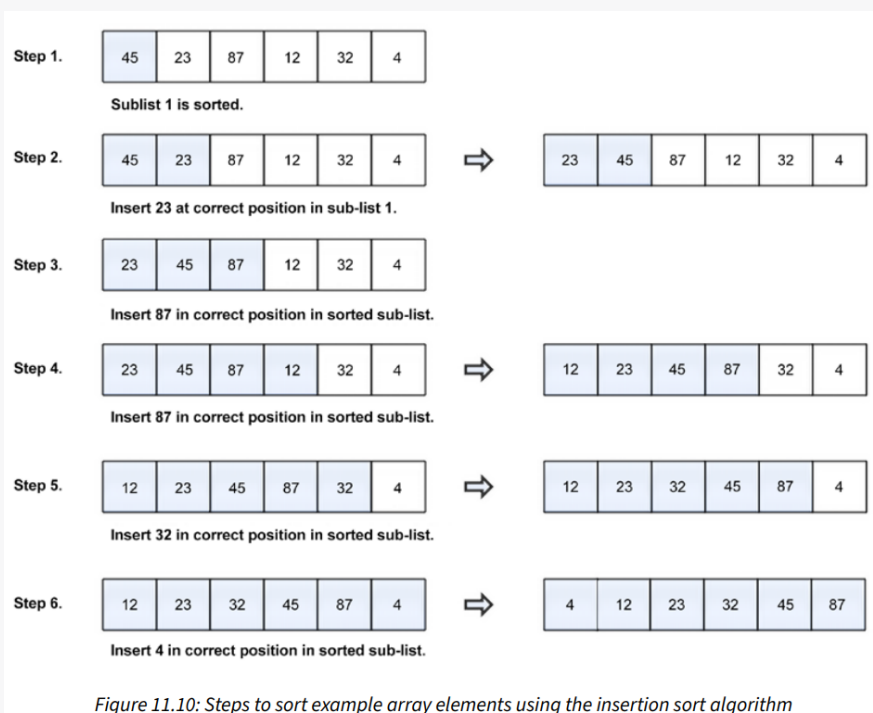 Step 1. 45 23 87 12 32 4
Sublist 1 is sorted.
Step 2. 45 23 87 12 32 4 23 45 87 12 32 4
Insert 23 at correct position in sub-list 1.
Step 3. 23 45 87 12 32 4
Insert 87 in correct position in sorted sub-list.
Step 4. 23 45 87 12 32 4 12 23 45 87 32 4
Insert 87 in correct position in sorted sub-list.
Step 5. 12 23 45 87 32 4 12 23 32 45 87 4
Insert 32 in correct position in sorted sub-list.
Step 6. 12 23 32 45 87 4 4 12 23 32 45 87
Insert 4 in correct position in sorted sub-list.
Figure 11.10: Steps to sort example array elements using the insertion sort algorithm